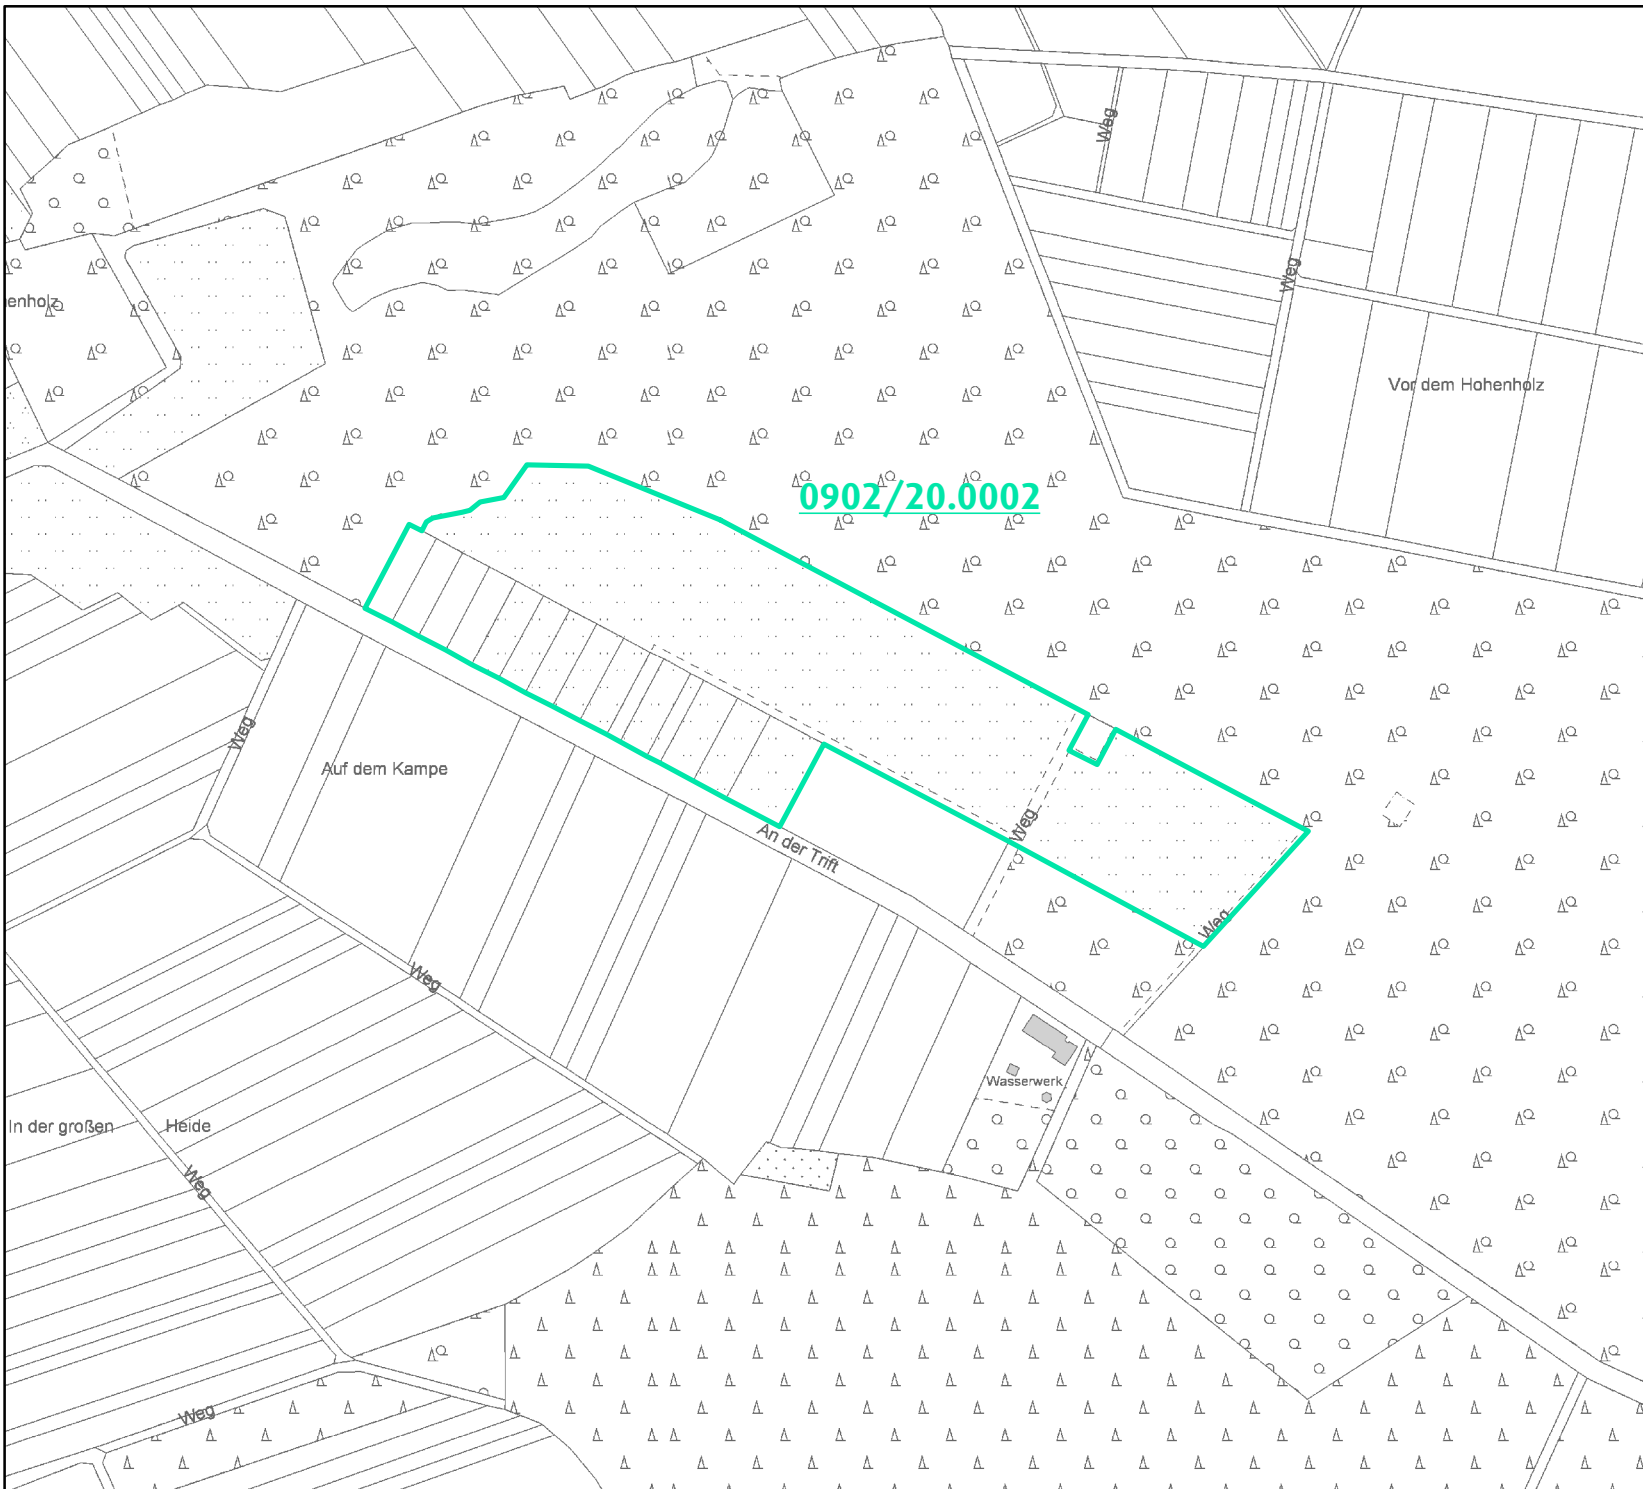 Weg
Weg
enholz
Vor dem Hohenholz
0902/20.0002
Weg
Auf dem Kampe
Weg
An der Trift
Weg
Weg
Wasserwerk
In der großen Heide
Weg
Weg